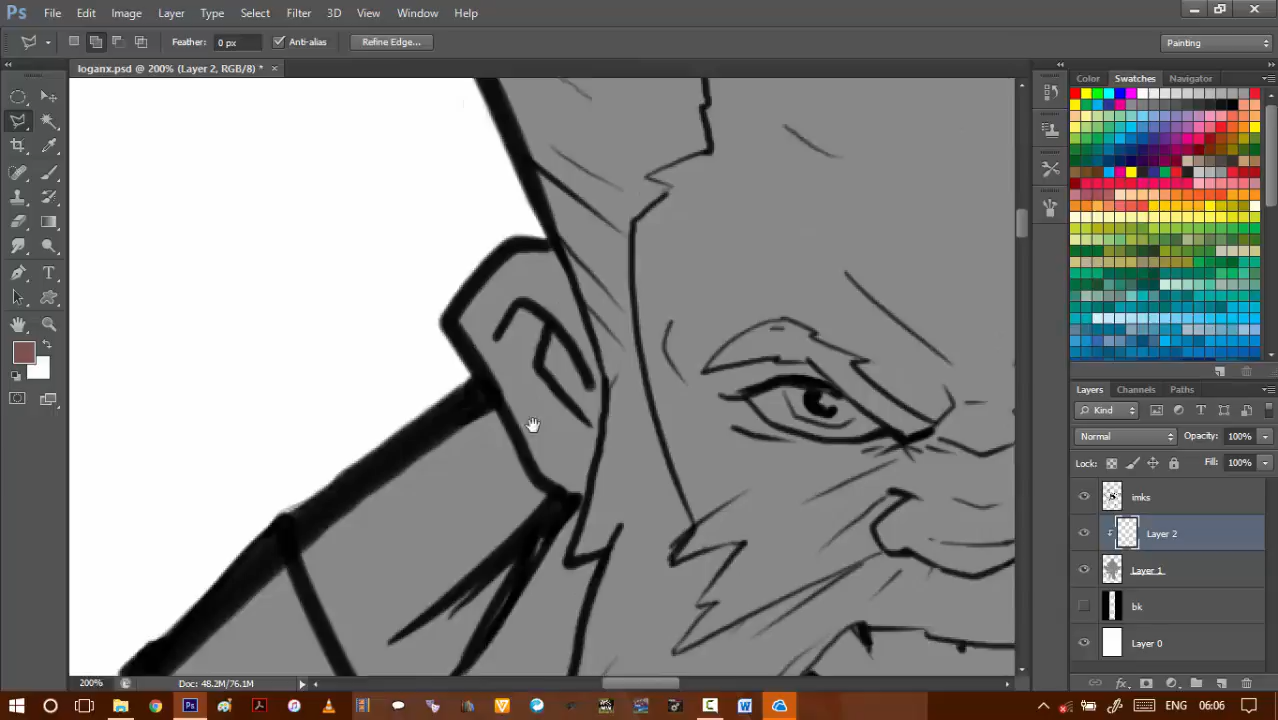 Ps File Edit Image Layer Type Select Filter 3D View Window Help
Feather: 0 px Anti-alias Refine Edge... Painting
loganx.psd @ 200% (Layer 2, RGB/8) *
Color Swatches Navigator
Layers Channels Paths
Kind
Normal Opacity: 100%
Lock: Fill: 100%
imks
Layer 2
Layer 1
bk
Layer 0
200% Doc: 48.2M/76.1M
ENG 06:06